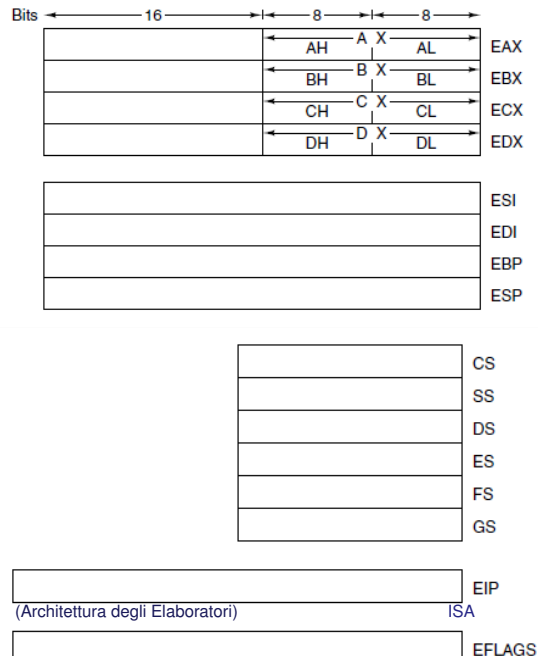 Bits 16 8 8
A X
AH AL EAX
B X
BH BL EBX
C X
CH CL ECX
D X
DH DL EDX
ESI
EDI
EBP
ESP
CS
SS
DS
ES
FS
GS
EIP
(Architettura degli Elaboratori) ISA
EFLAGS